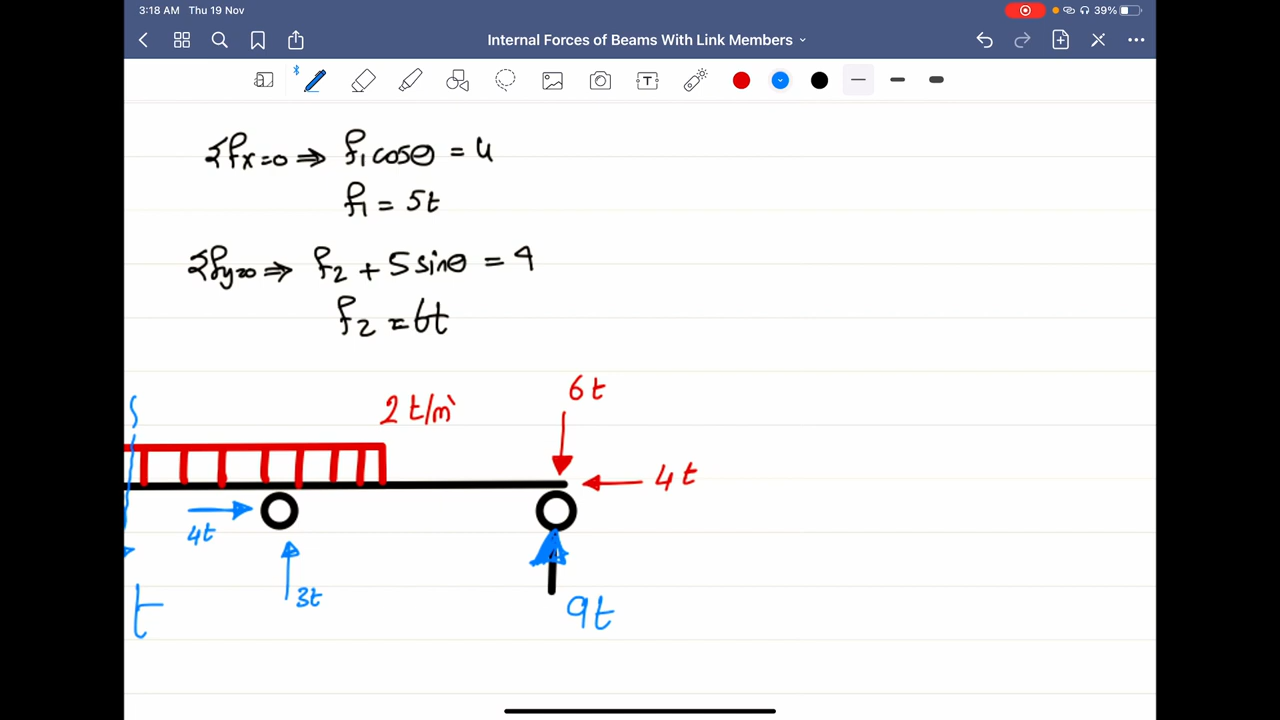 3:18 AM Thu 19 Nov
39%
Internal Forces of Beams With Link Members
T
Σfx=0 ⇒ f1 cosθ = 4
f1 = 5t
Σfy=0 ⇒ f2 + 5 sinθ = 9
f2 = 6t
6t
2 t/m'
4t
4t
3t
9t
t